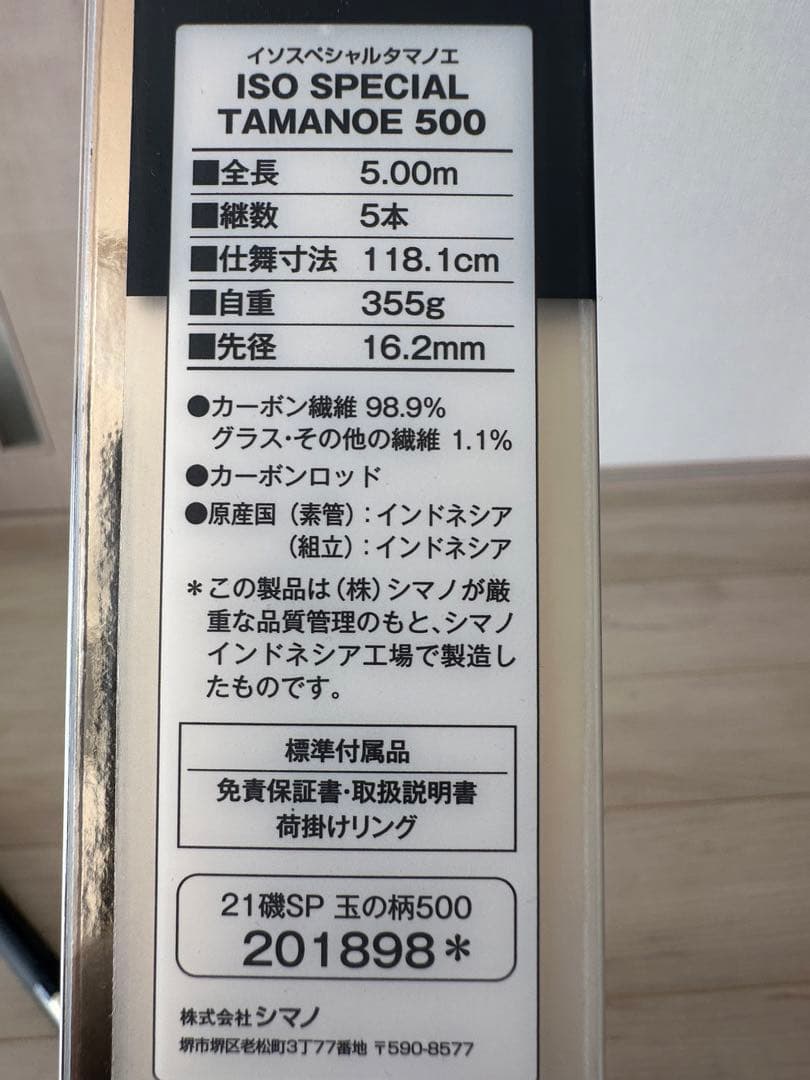 イソスペシャルタマノエ
ISO SPECIAL
TAMANOE 500
■全長 5.00m
■継数 5本
■仕舞寸法 118.1cm
■自重 355g
■先径 16.2mm
●カーボン繊維 98.9%
グラス・その他の繊維 1.1%
●カーボンロッド
●原産国（素管）：インドネシア
（組立）：インドネシア
＊この製品は（株）シマノが厳
重な品質管理のもと、シマノ
インドネシア工場で製造し
たものです。
標準付属品
免責保証書・取扱説明書
荷掛けリング
21磯SP 玉の柄500
201898＊
株式会社シマノ
堺市堺区老松町3丁77番地 〒590-8577